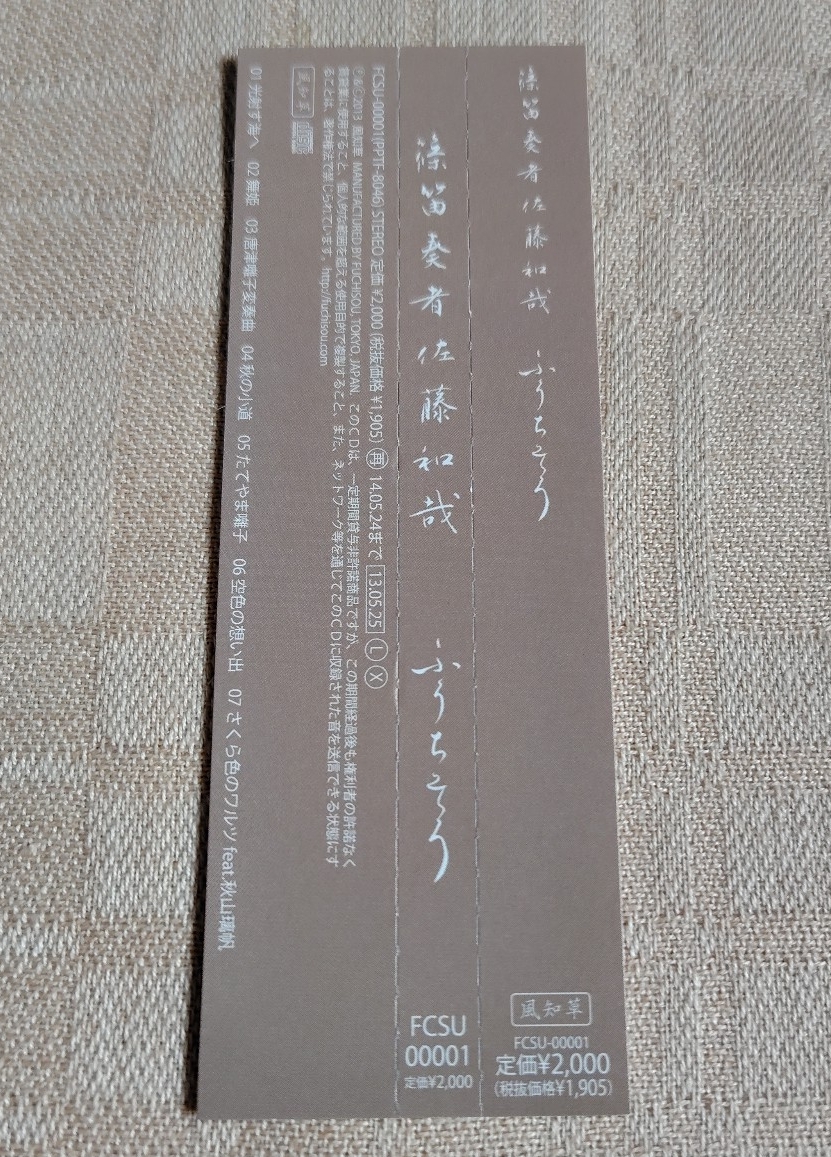 篠笛奏者 佐藤和哉 ふうちそう
風知草
FCSU-00001
定価¥2,000
(税抜価格¥1,905)
篠笛奏者 佐藤和哉 ふうちそう
FCSU
00001
定価¥2,000
FCSU-00001(PPTF-8046) STEREO 定価 ¥2,000 (税抜価格 ¥1,905) 再 14.05.24まで 13.05.25 L X
Ⓟ&Ⓒ2013 風知草 MANUFACTURED BY FUCHISOU, TOKYO, JAPAN. このCDは、一定期間貸与非許諾商品ですが、この期間経過後も権利者の許諾なく
賃貸業に使用すること、個人的な範囲を超える使用目的で複製すること、また、ネットワーク等を通じてこのCDに収録された音を送信できる状態にす
ることは、著作権法で禁じられています。 http://fuchisou.com
風知草
01 光射す海へ 02 舞姫 03 唐津囃子変奏曲 04 秋の小道 05 たてやま囃子 06 空色の想い出 07 さくら色のワルツ feat.秋山璃帆